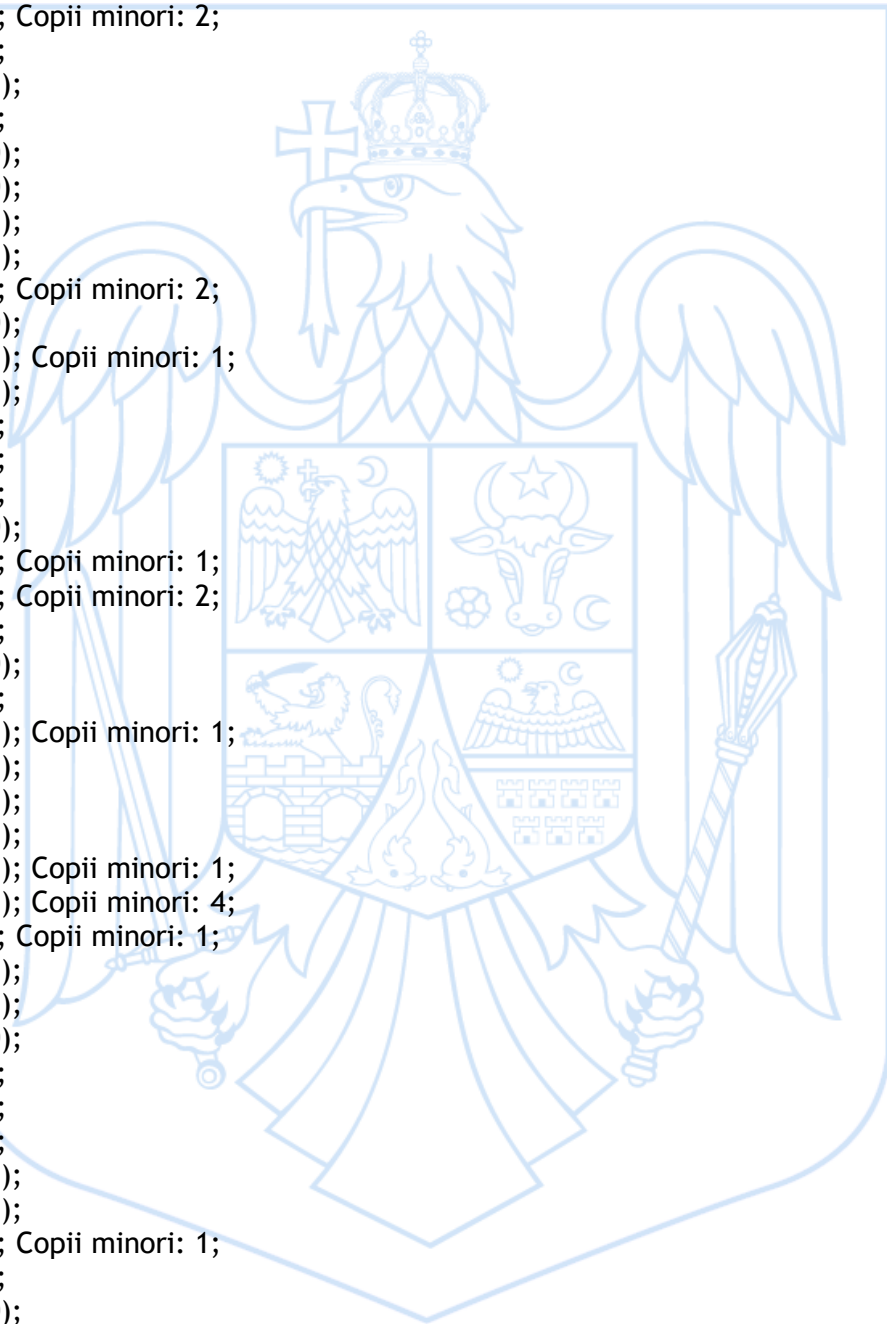 ; Copii minori: 2;
;
);
;
);
);
);
);
; Copii minori: 2;
);
); Copii minori: 1;
);
;
;
;
);
; Copii minori: 1;
; Copii minori: 2;
;
);
;
); Copii minori: 1;
);
);
);
); Copii minori: 1;
); Copii minori: 4;
; Copii minori: 1;
);
);
);
;
;
;
);
);
; Copii minori: 1;
;
);